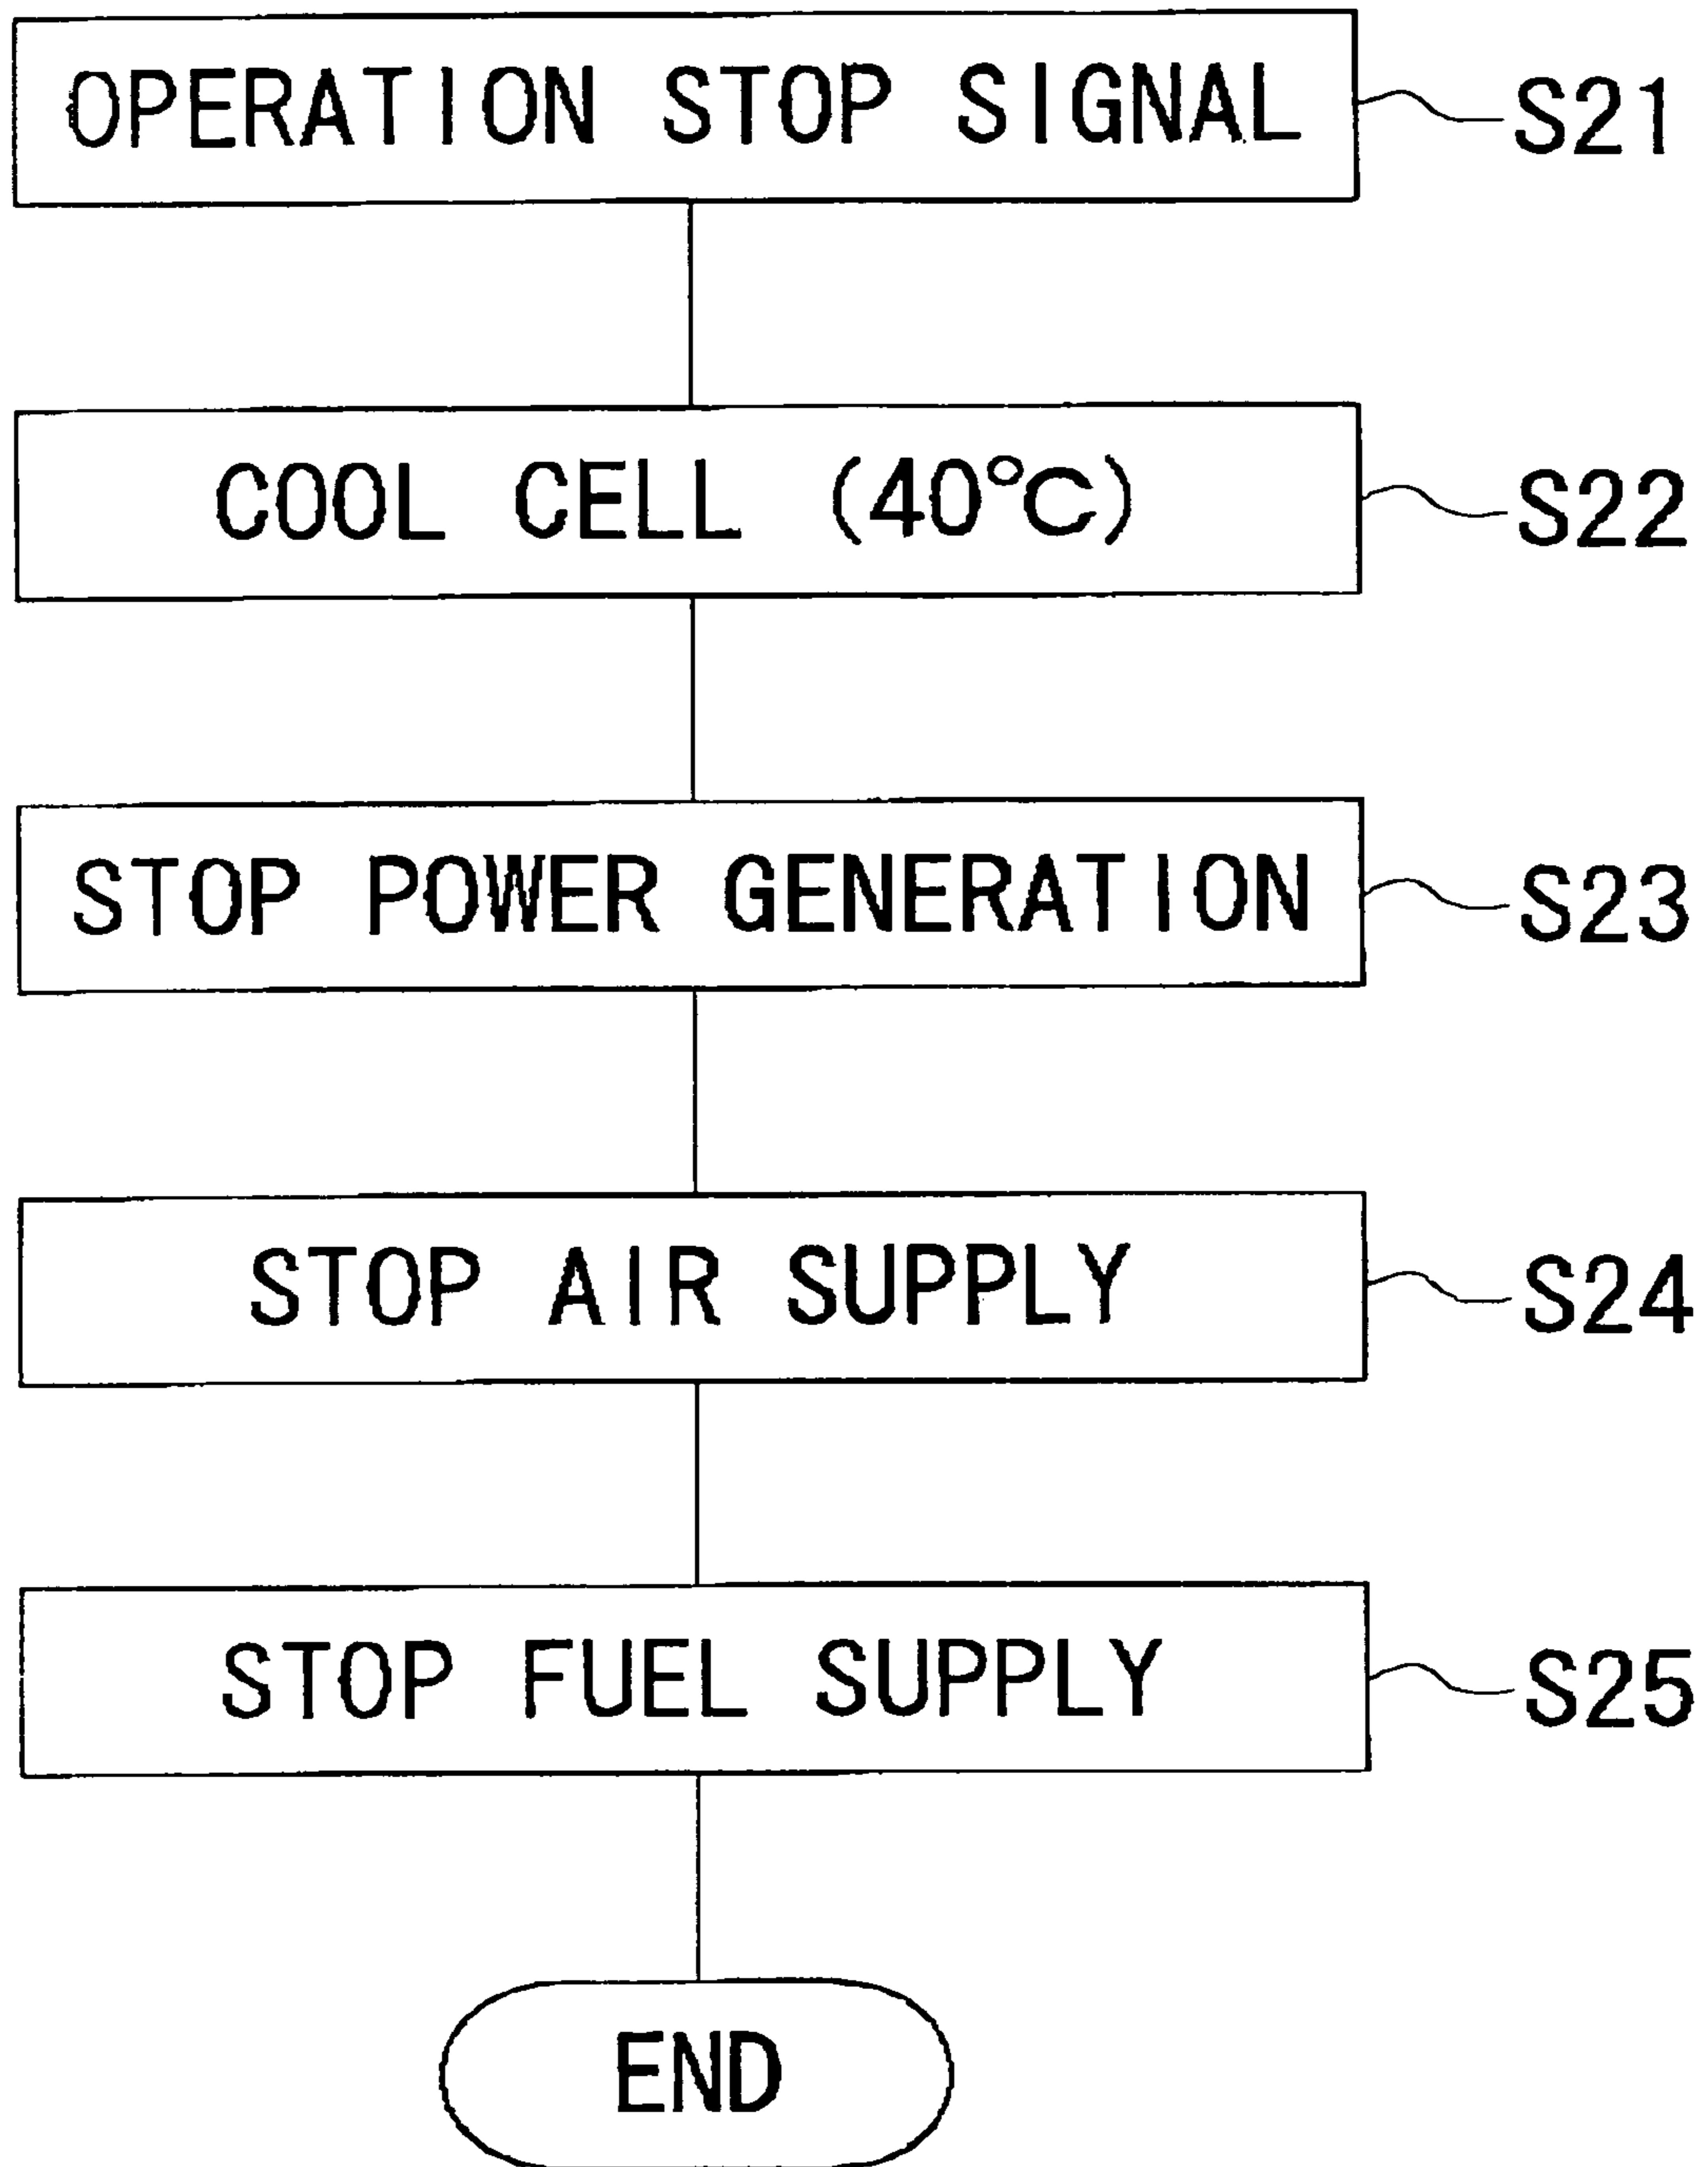 OPERATION STOP SIGNAL S21
COOL CELL (40℃) S22
STOP POWER GENERATION S23
STOP AIR SUPPLY S24
STOP FUEL SUPPLY S25
END